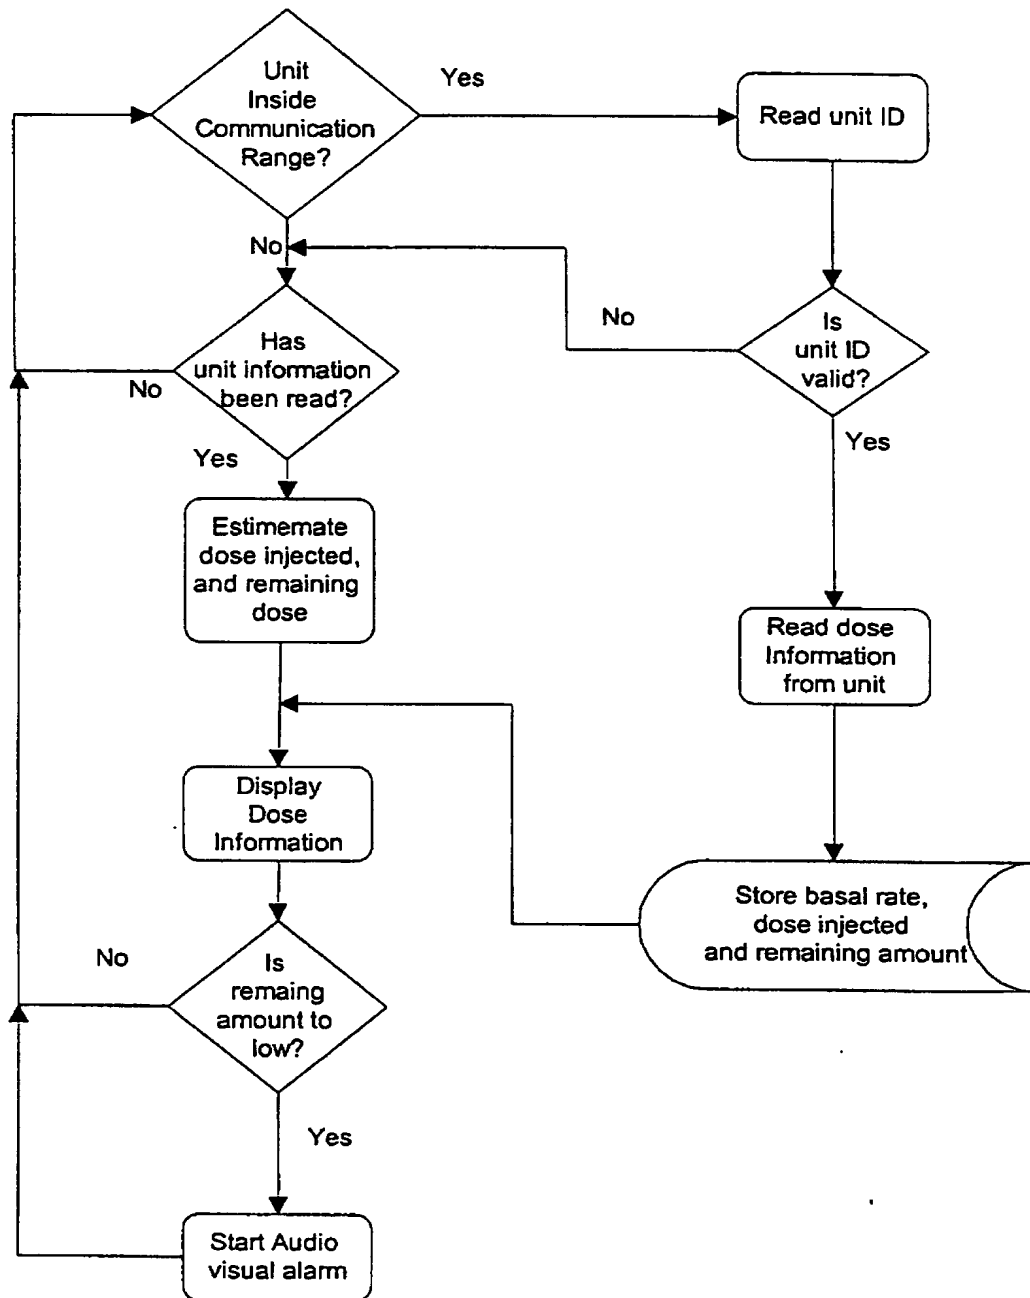 Unit
Inside
Communication
Range?
Yes
Read unit ID
No
Has
unit information
been read?
No
No
Is
unit ID
valid?
Yes
Yes
Estimemate
dose injected,
and remaining
dose
Read dose
Information
from unit
Display
Dose
Information
Store basal rate,
dose injected
and remaining amount
No
Is
remaing
amount to
low?
Yes
Start Audio
visual alarm